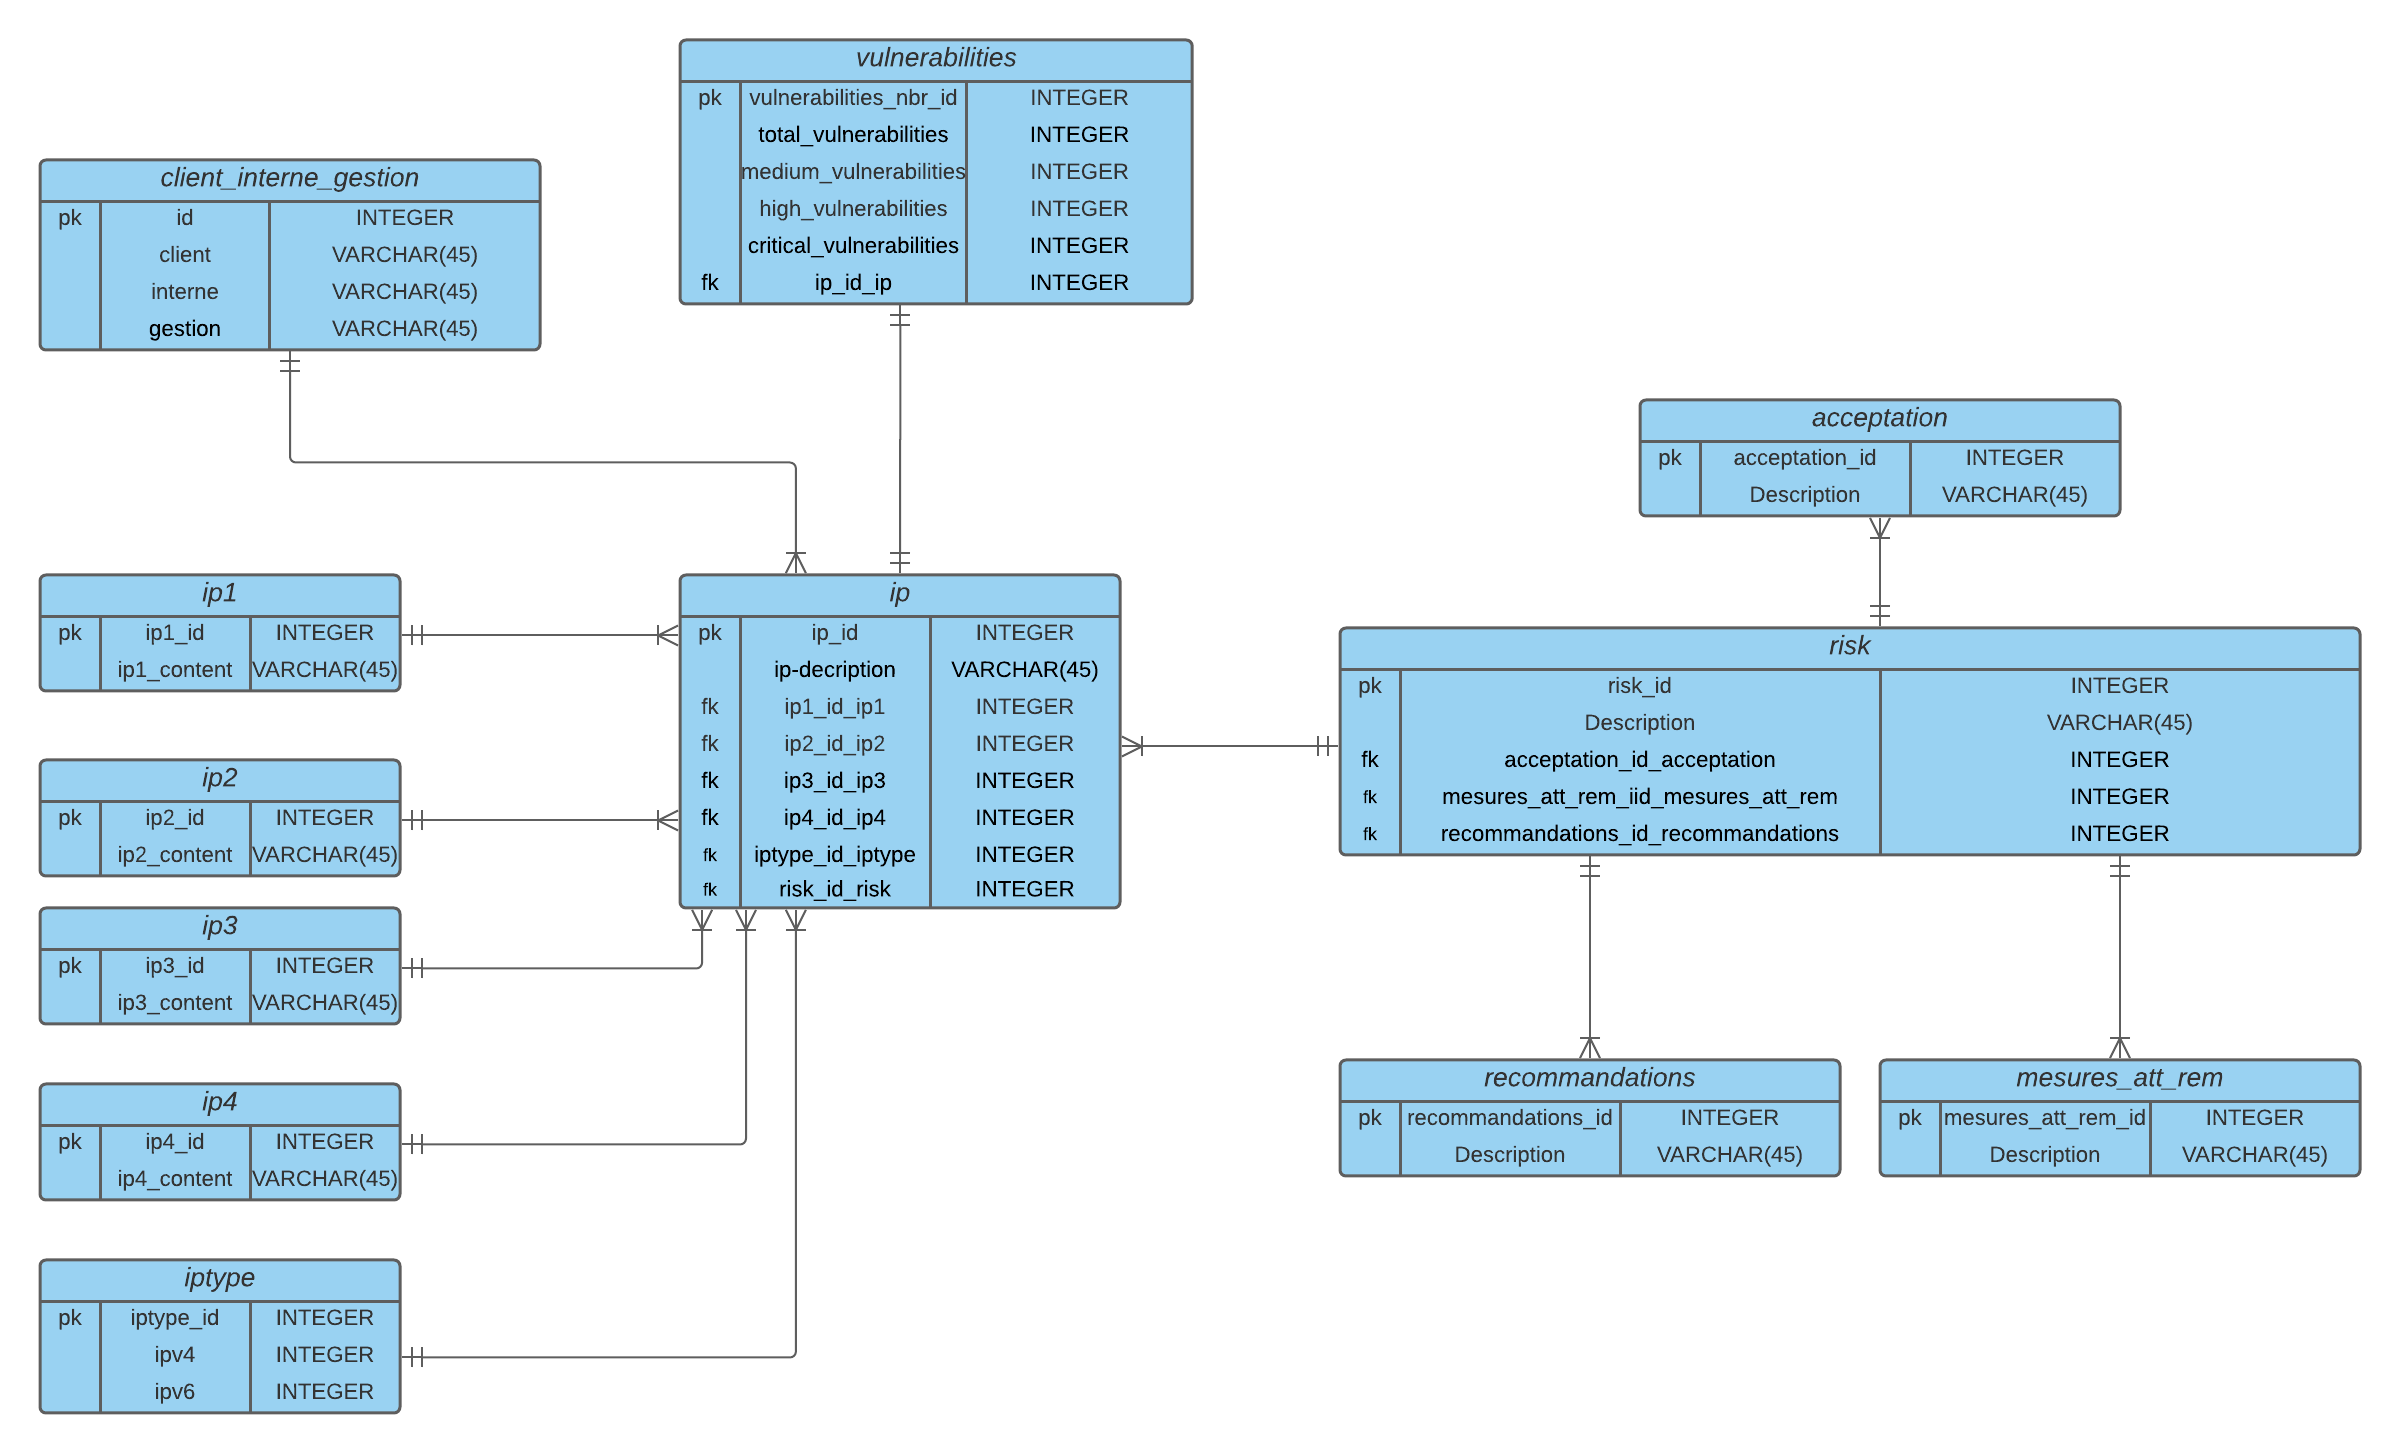 vulnerabilities
pk vulnerabilities_nbr_id INTEGER
total_vulnerabilities INTEGER
medium_vulnerabilities INTEGER
high_vulnerabilities INTEGER
critical_vulnerabilities INTEGER
fk ip_id_ip INTEGER
client_interne_gestion
pk id INTEGER
client VARCHAR(45)
interne VARCHAR(45)
gestion VARCHAR(45)
acceptation
pk acceptation_id INTEGER
Description VARCHAR(45)
ip1
pk ip1_id INTEGER
ip1_content VARCHAR(45)
ip
pk ip_id INTEGER
ip-decription VARCHAR(45)
fk ip1_id_ip1 INTEGER
fk ip2_id_ip2 INTEGER
fk ip3_id_ip3 INTEGER
fk ip4_id_ip4 INTEGER
fk iptype_id_iptype INTEGER
fk risk_id_risk INTEGER
risk
pk risk_id INTEGER
Description VARCHAR(45)
fk acceptation_id_acceptation INTEGER
fk mesures_att_rem_iid_mesures_att_rem INTEGER
fk recommandations_id_recommandations INTEGER
ip2
pk ip2_id INTEGER
ip2_content VARCHAR(45)
ip3
pk ip3_id INTEGER
ip3_content VARCHAR(45)
ip4
pk ip4_id INTEGER
ip4_content VARCHAR(45)
recommandations
pk recommandations_id INTEGER
Description VARCHAR(45)
mesures_att_rem
pk mesures_att_rem_id INTEGER
Description VARCHAR(45)
iptype
pk iptype_id INTEGER
ipv4 INTEGER
ipv6 INTEGER